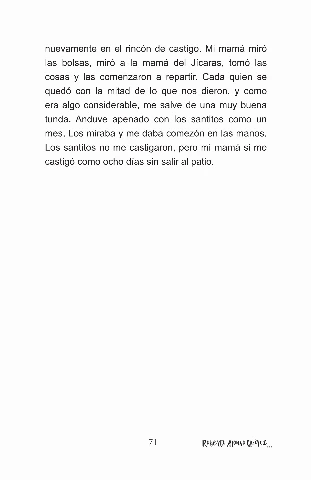 nuevamente en el rincón de castigo. Mi mamá miró
las bolsas, miró a la mamá del Jícaras, tomó las
cosas y las comenzaron a repartir. Cada quien se
quedó con la mitad de lo que nos dieron, y como
era algo considerable, me salve de una muy buena
tunda. Anduve apenado con los santitos como un
mes. Los miraba y me daba comezón en las manos.
Los santitos no me castigaron, pero mi mamá si me
castigó como ocho días sin salir al patio.
71